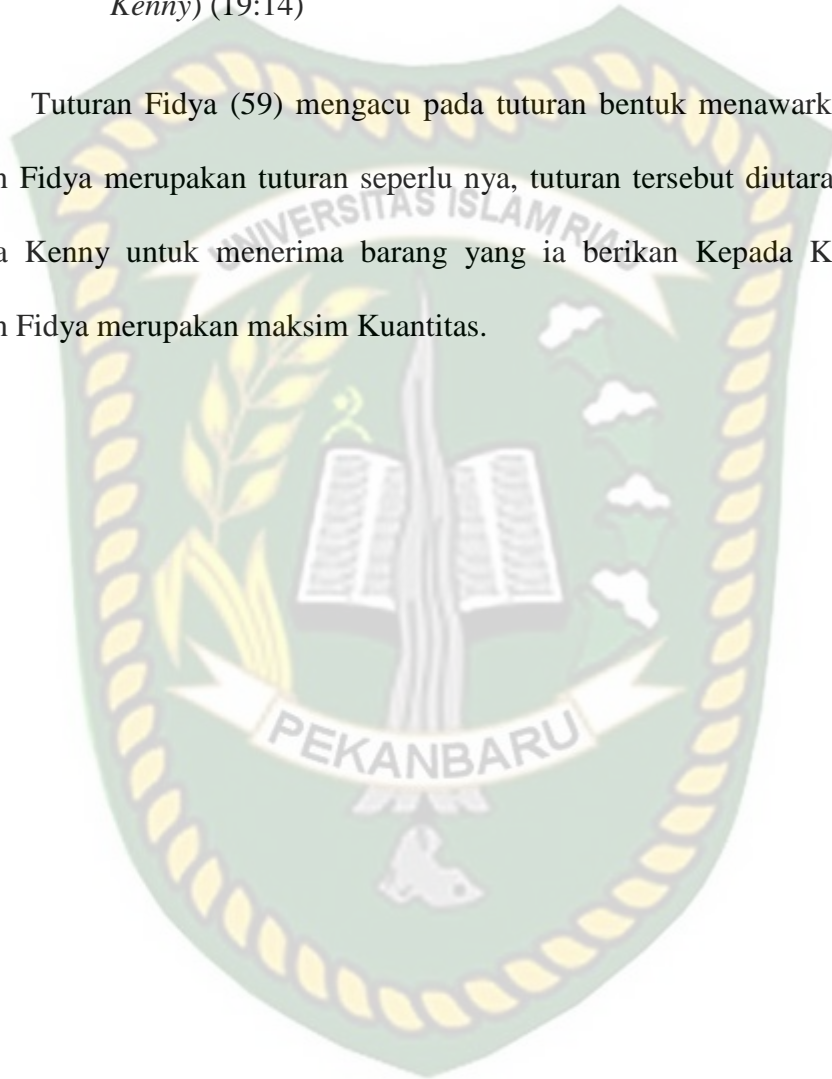 Kenny) (19:14)
Tuturan Fidya (59) mengacu pada tuturan bentuk menawark
Fidya merupakan tuturan seperlu nya, tuturan tersebut diutara
UNIVERSITAS ISLAM RIAU
Kenny untuk menerima barang yang ia berikan Kepada K
Fidya merupakan maksim Kuantitas.
PEKANBARU